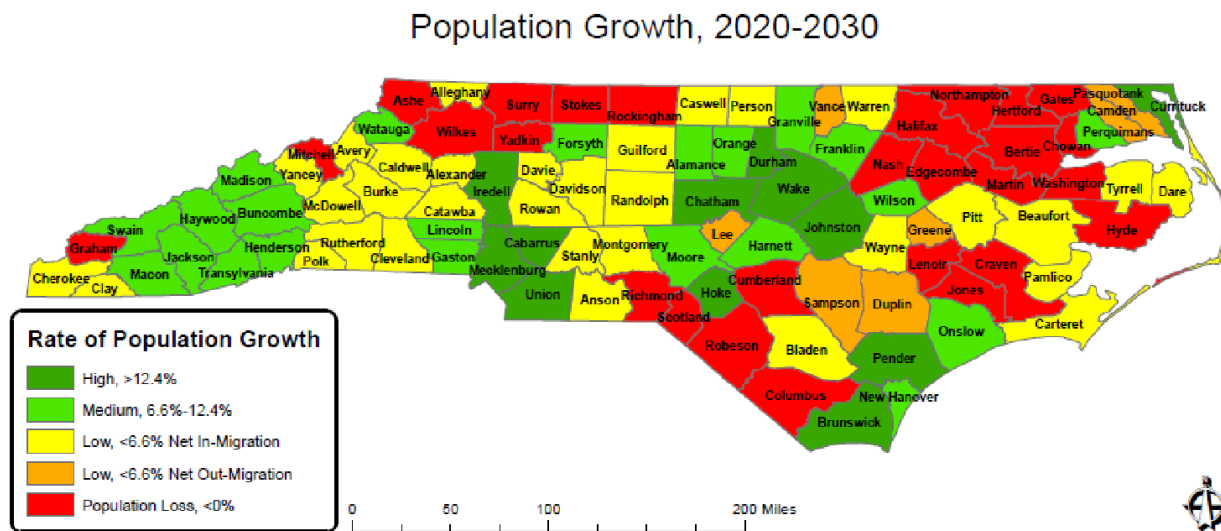 Population Growth, 2020-2030
Ashe
Alleghany
Surry
Stokes
Rockingham
Caswell
Person
Granville
Vance
Warren
Halifax
Northampton
Hertford
Gates
Pasquotank
Camden
Currituck
Perquimans
Chowan
Bertie
Watauga
Wilkes
Yadkin
Forsyth
Guilford
Alamance
Orange
Durham
Franklin
Nash
Edgecombe
Martin
Washington
Tyrrell
Dare
Mitchell
Avery
Yancey
Caldwell
Alexander
Iredell
Davie
Davidson
Randolph
Chatham
Wake
Wilson
Madison
Burke
McDowell
Catawba
Rowan
Johnston
Greene
Pitt
Beaufort
Hyde
Haywood
Buncombe
Swain
Lincoln
Lee
Harnett
Wayne
Graham
Jackson
Henderson
Rutherford
Cleveland
Gaston
Cabarrus
Stanly
Montgomery
Moore
Lenoir
Craven
Pamlico
Cherokee
Clay
Macon
Transylvania
Polk
Mecklenburg
Union
Anson
Richmond
Hoke
Cumberland
Sampson
Duplin
Jones
Carteret
Scotland
Robeson
Bladen
Onslow
Pender
Columbus
New Hanover
Brunswick
Rate of Population Growth
High, >12.4%
Medium, 6.6%-12.4%
Low, <6.6% Net In-Migration
Low, <6.6% Net Out-Migration
Population Loss, <0%
0 50 100 200 Miles